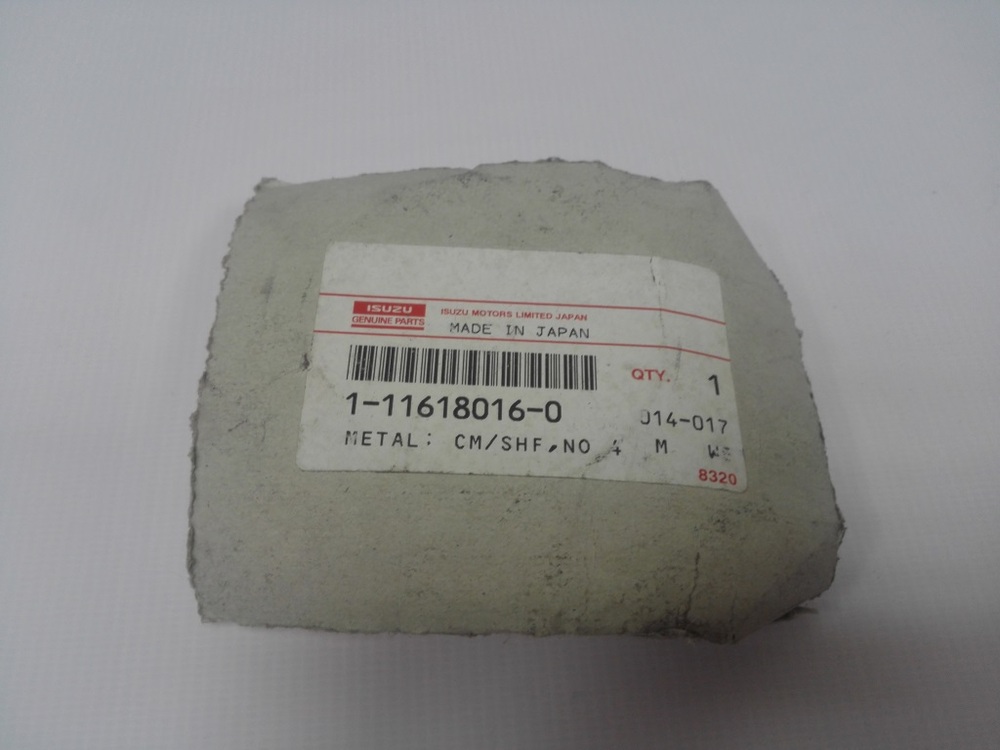 ISUZU
GENUINE PARTS
ISUZU MOTORS LIMITED JAPAN
MADE IN JAPAN
QTY. 1
1-11618016-0
014-017
METAL: CM/SHF,NO 4 M
8320